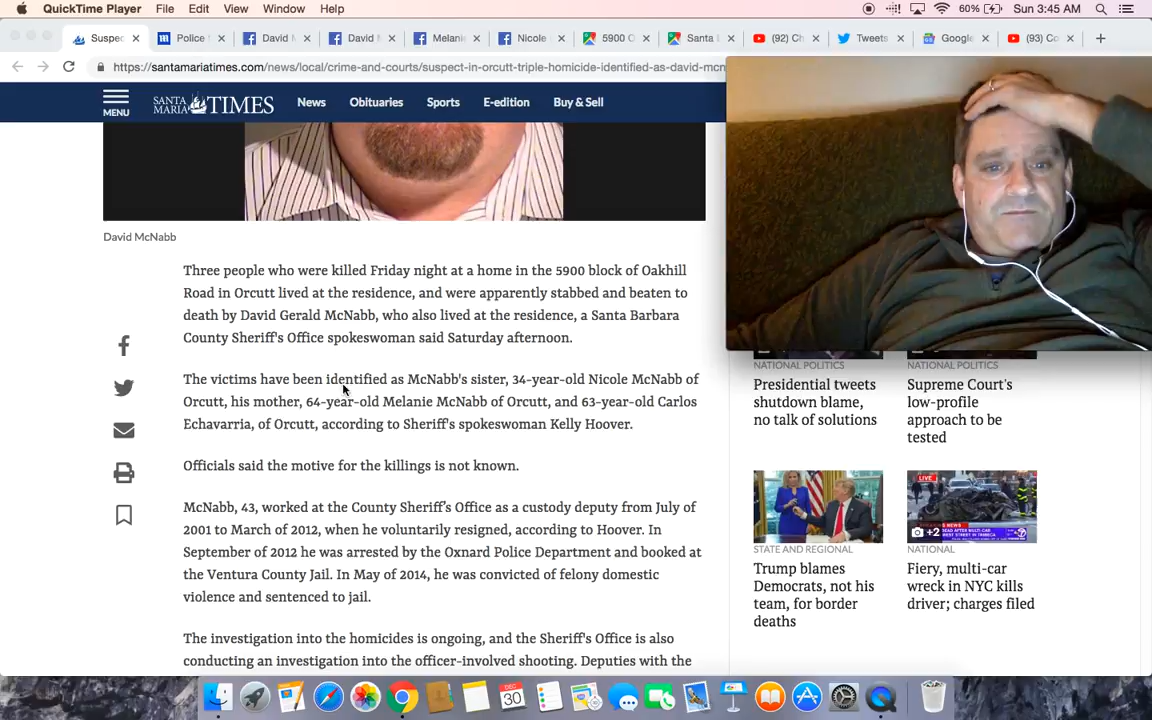 QuickTime Player File Edit View Window Help
60% Sun 3:45 AM
Suspec × Police × David M × David M × Melanie × Nicole × 5900 O × Santa × (92) Ch × Tweets × Google × (93) Co × +
https://santamariatimes.com/news/local/crime-and-courts/suspect-in-orcutt-triple-homicide-identified-as-david-mcn
MENU
SANTA MARIA TIMES
News Obituaries Sports E-edition Buy & Sell
David McNabb
Three people who were killed Friday night at a home in the 5900 block of Oakhill
Road in Orcutt lived at the residence, and were apparently stabbed and beaten to
death by David Gerald McNabb, who also lived at the residence, a Santa Barbara
County Sheriff's Office spokeswoman said Saturday afternoon.
The victims have been identified as McNabb's sister, 34-year-old Nicole McNabb of
Orcutt, his mother, 64-year-old Melanie McNabb of Orcutt, and 63-year-old Carlos
Echavarria, of Orcutt, according to Sheriff's spokeswoman Kelly Hoover.
Officials said the motive for the killings is not known.
McNabb, 43, worked at the County Sheriff's Office as a custody deputy from July of
2001 to March of 2012, when he voluntarily resigned, according to Hoover. In
September of 2012 he was arrested by the Oxnard Police Department and booked at
the Ventura County Jail. In May of 2014, he was convicted of felony domestic
violence and sentenced to jail.
The investigation into the homicides is ongoing, and the Sheriff's Office is also
conducting an investigation into the officer-involved shooting. Deputies with the
NATIONAL POLITICS
Presidential tweets
shutdown blame,
no talk of solutions
NATIONAL POLITICS
Supreme Court's
low-profile
approach to be
tested
STATE AND REGIONAL
Trump blames
Democrats, not his
team, for border
deaths
LIVE
+2
NATIONAL
Fiery, multi-car
wreck in NYC kills
driver; charges filed
DEC
30